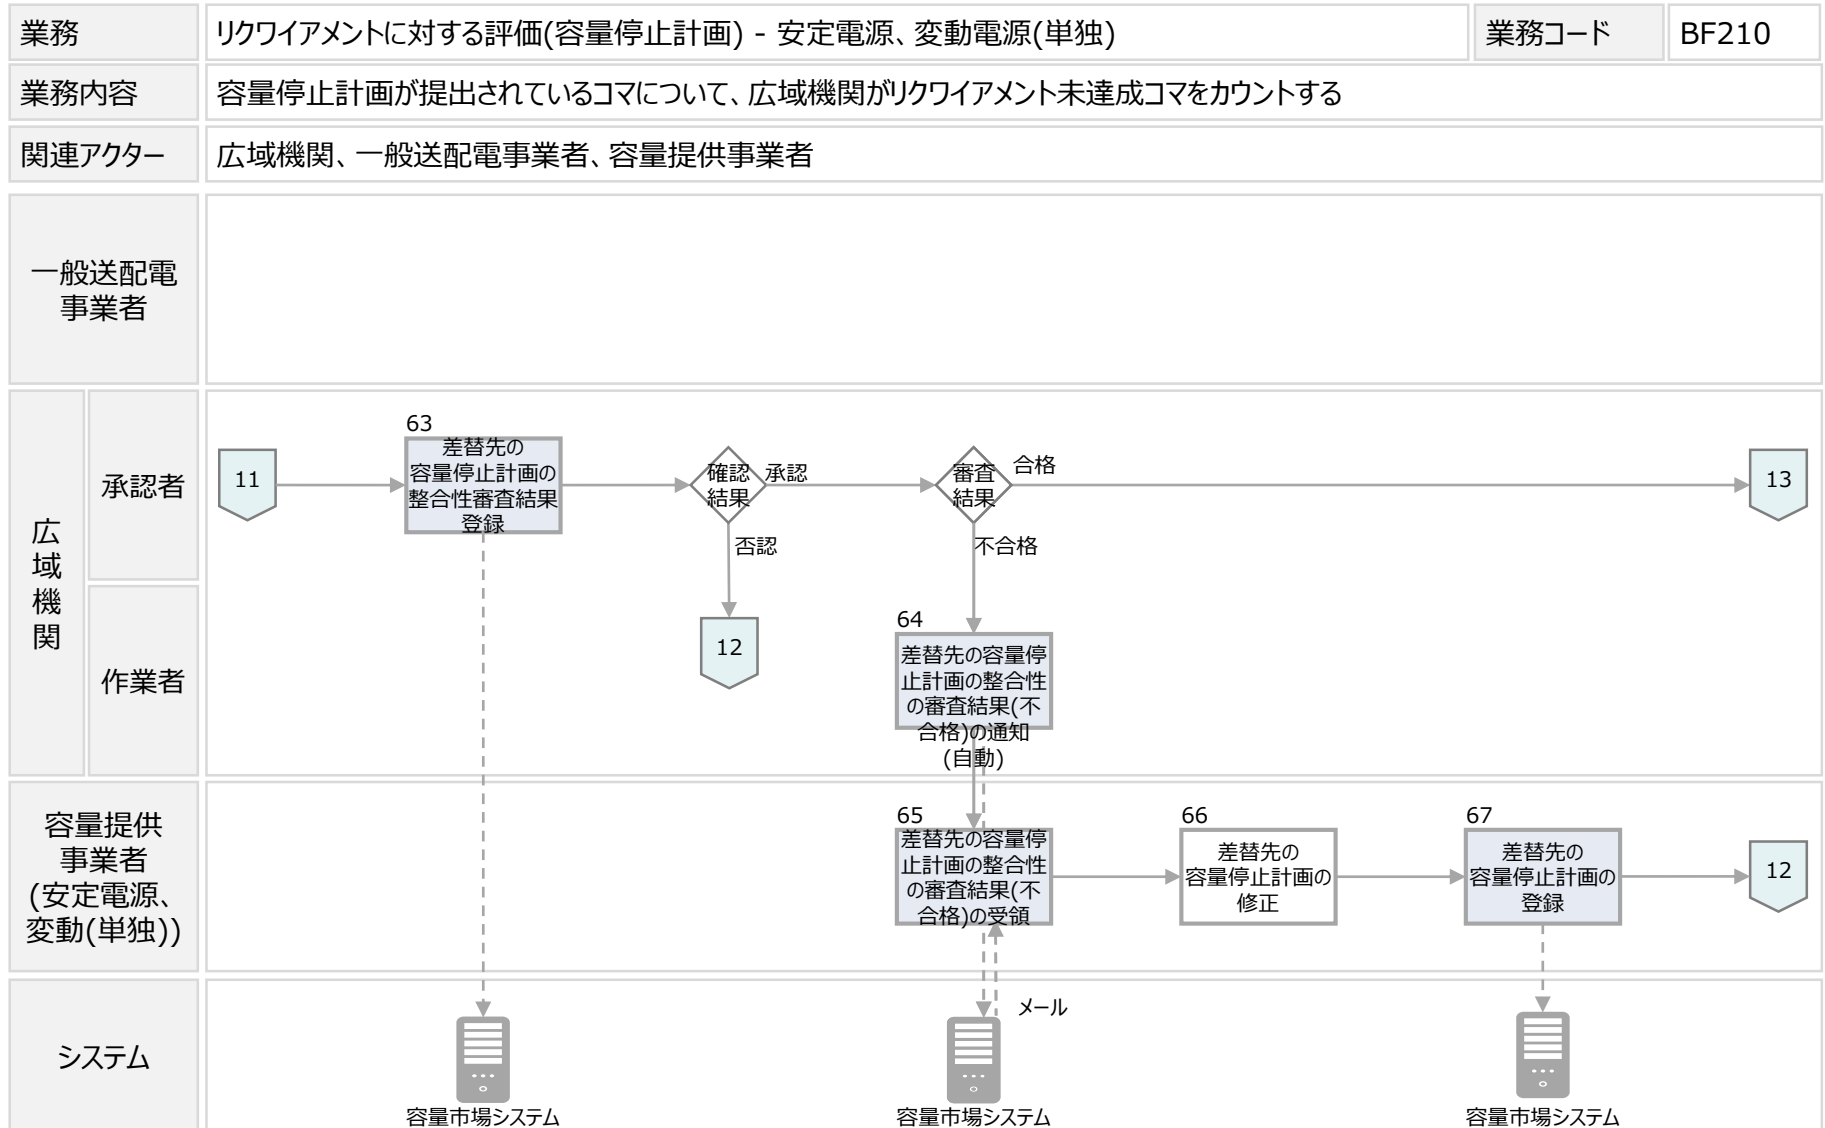 業務
リクワイアメントに対する評価(容量停止計画) - 安定電源、変動電源(単独)
業務コード
BF210
業務内容
容量停止計画が提出されているコマについて、広域機関がリクワイアメント未達成コマをカウントする
関連アクター
広域機関、一般送配電事業者、容量提供事業者
一般送配電
事業者
広
域
機
関
承認者
11
63
差替先の
容量停止計画の
整合性審査結果
登録
確認
結果
承認
否認
12
審査
結果
合格
不合格
13
作業者
64
差替先の容量停
止計画の整合性
の審査結果(不
合格)の通知
(自動)
容量提供
事業者
(安定電源、
変動(単独))
65
差替先の容量停
止計画の整合性
の審査結果(不
合格)の受領
66
差替先の
容量停止計画の
修正
67
差替先の
容量停止計画の
登録
12
システム
メール
容量市場システム
容量市場システム
容量市場システム